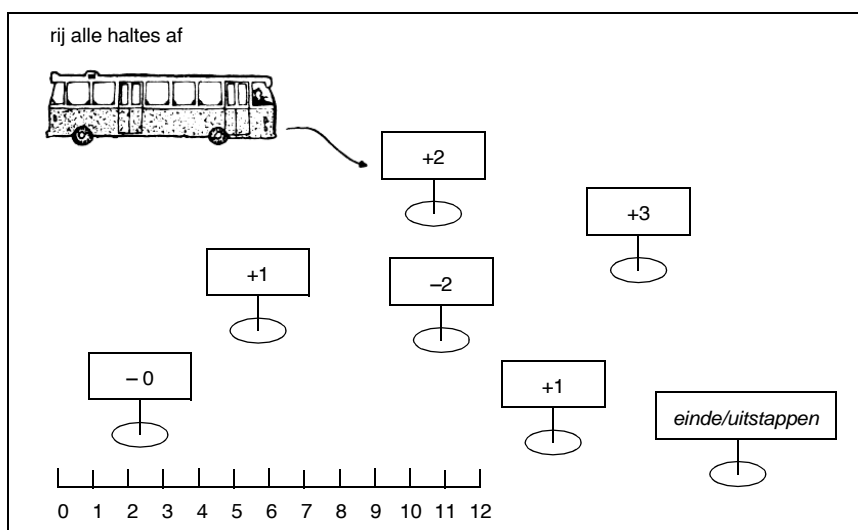 rij alle haltes af
+2
+3
+1
–2
– 0
+1
einde/uitstappen
0 1 2 3 4 5 6 7 8 9 10 11 12